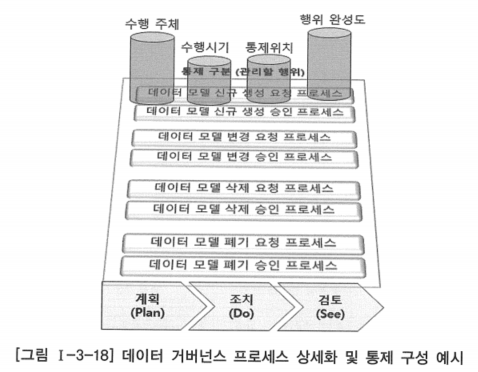 수행 주체
행위 완성도
수행시기
통제위치
통제 구분 (관리할 행위)
데이터 모델 신규 생성 요청 프로세스
데이터 모델 신규 생성 승인 프로세스
데이터 모델 변경 요청 프로세스
데이터 모델 변경 승인 프로세스
데이터 모델 삭제 요청 프로세스
데이터 모델 삭제 승인 프로세스
데이터 모델 폐기 요청 프로세스
데이터 모델 폐기 승인 프로세스
계획
(Plan)
조치
(Do)
검토
(See)
[그림 Ⅰ-3-18] 데이터 거버넌스 프로세스 상세화 및 통제 구성 예시